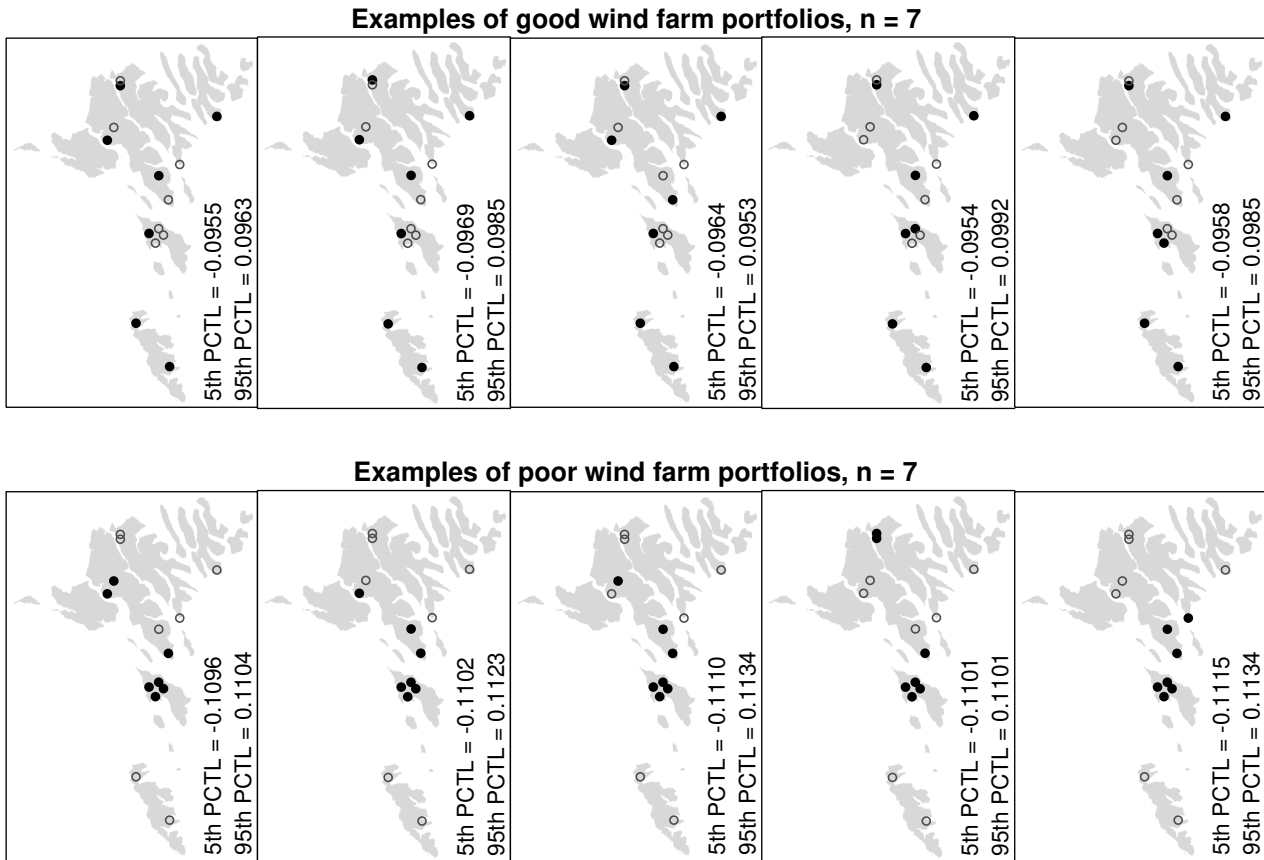 Examples of good wind farm portfolios, n = 7
5th PCTL = -0.0955
95th PCTL = 0.0963
5th PCTL = -0.0969
95th PCTL = 0.0985
5th PCTL = -0.0964
95th PCTL = 0.0953
5th PCTL = -0.0954
95th PCTL = 0.0992
5th PCTL = -0.0958
95th PCTL = 0.0985
Examples of poor wind farm portfolios, n = 7
5th PCTL = -0.1096
95th PCTL = 0.1104
5th PCTL = -0.1102
95th PCTL = 0.1123
5th PCTL = -0.1110
95th PCTL = 0.1134
5th PCTL = -0.1101
95th PCTL = 0.1101
5th PCTL = -0.1115
95th PCTL = 0.1134